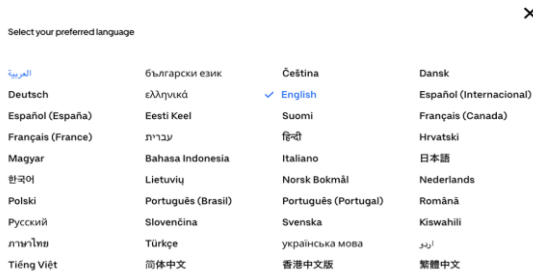 Select your preferred language
العربية
български език
Čeština
Dansk
Deutsch
ελληνικά
English
Español (Internacional)
Español (España)
Eesti Keel
Suomi
Français (Canada)
Français (France)
עברית
हिन्दी
Hrvatski
Magyar
Bahasa Indonesia
Italiano
日本語
한국어
Lietuvių
Norsk Bokmål
Nederlands
Polski
Português (Brasil)
Português (Portugal)
Română
Русский
Slovenčina
Svenska
Kiswahili
ภาษาไทย
Türkçe
українська мова
اردو
Tiếng Việt
简体中文
香港中文版
繁體中文